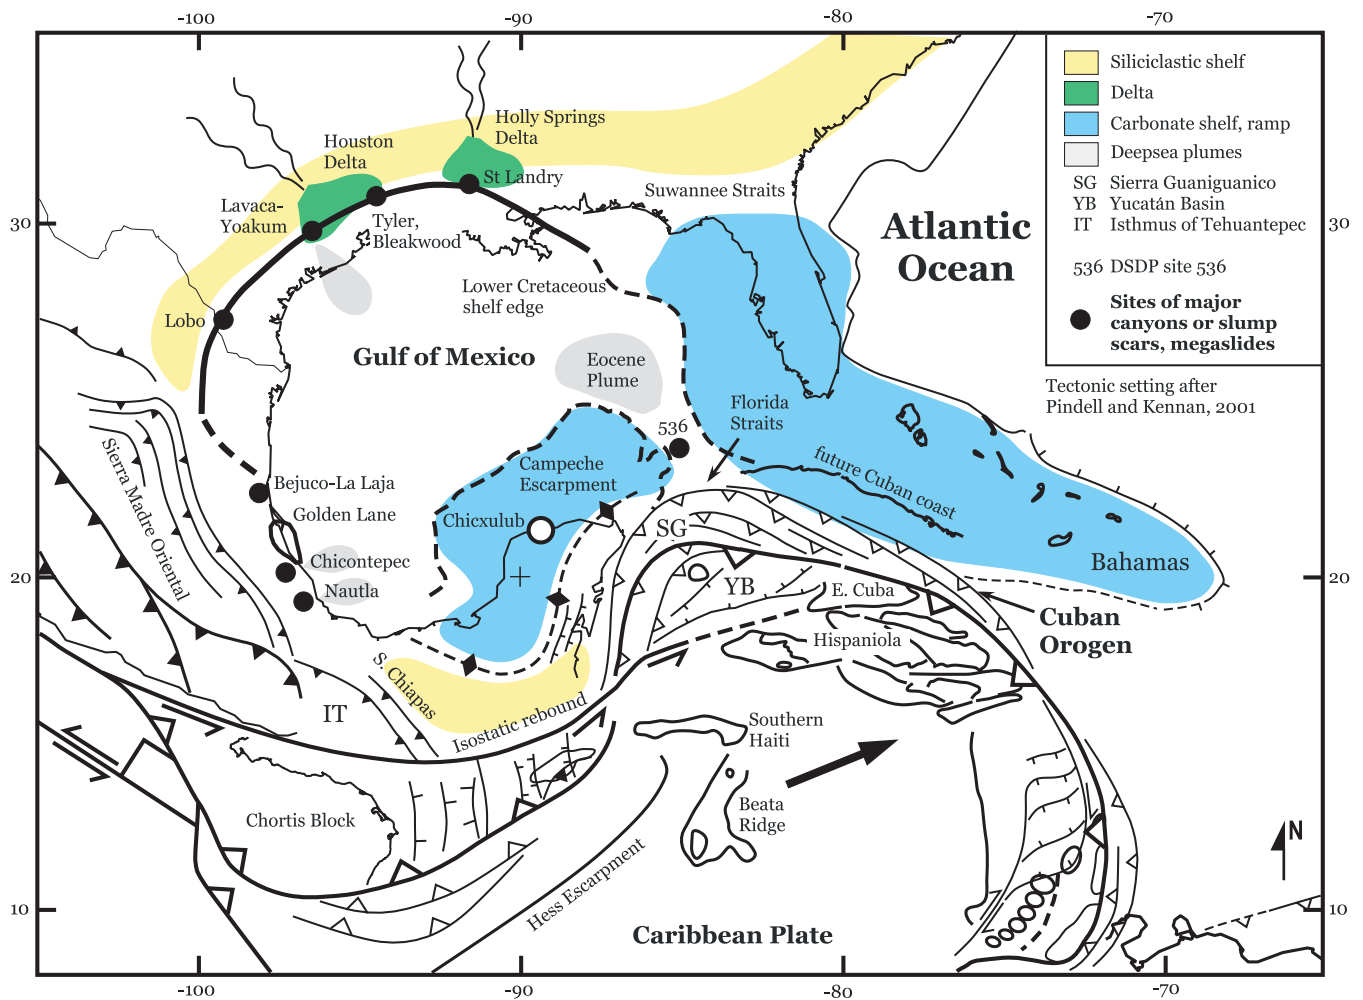 -100
-90
-80
-70
Siliciclastic shelf
Delta
Carbonate shelf, ramp
Deepsea plumes
SG Sierra Guaniguanico
YB Yucatán Basin
IT Isthmus of Tehuantepec
536 DSDP site 536
Sites of major
canyons or slump
scars, megaslides
Tectonic setting after
Pindell and Kennan, 2001
Holly Springs
Delta
Houston
Delta
St Landry
Suwannee Straits
Lavaca-
Yoakum
Tyler,
Bleakwood
30
30
Atlantic
Ocean
Lower Cretaceous
shelf edge
Lobo
Gulf of Mexico
Eocene
Plume
Florida
Straits
536
Campeche
Escarpment
future Cuban coast
Sierra Madre Oriental
Bejuco-La Laja
Golden Lane
Chicxulub
SG
Chicontepec
Nautla
Bahamas
20
20
YB
E. Cuba
Cuban
Orogen
Hispaniola
S. Chiapas
IT
Isostatic rebound
Southern
Haiti
Chortis Block
Beata
Ridge
Hess Escarpment
N
10
10
Caribbean Plate
-100
-90
-80
-70